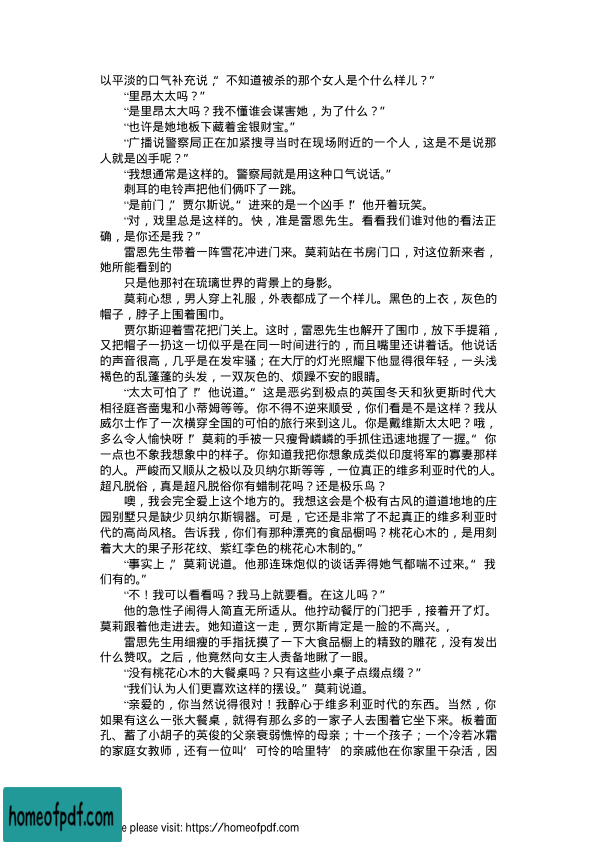 以平淡的口气补充说，“不知道被杀的那个女人是个什么样儿？”
“里昂太太吗？”
“是里昂太大吗？我不懂谁会谋害她，为了什么？”
“也许是她地板下藏着金银财宝。”
“广播说警察局正在加紧搜寻当时在现场附近的一个人，这是不是说那
人就是凶手呢？”
“我想通常是这样的。警察局就是用这种口气说话。”
刺耳的电铃声把他们俩吓了一跳。
“是前门，”贾尔斯说。“进来的是一个凶手！”他开着玩笑。
“对，戏里总是这样的。快，准是雷恩先生。看看我们谁对他的看法正
确，是你还是我？”
雷恩先生带着一阵雪花冲进门来。莫莉站在书房门口，对这位新来者，
她所能看到的
只是他那衬在琉璃世界的背景上的身影。
莫莉心想，男人穿上礼服，外表都成了一个样儿。黑色的上衣，灰色的
帽子，脖子上围着围巾。
贾尔斯迎着雪花把门关上。这时，雷恩先生也解开了围巾，放下手提箱，
又把帽子一扔这一切似乎是在同一时间进行的，而且嘴里还讲着话。他说话
的声音很高，几乎是在发牢骚；在大厅的灯光照耀下他显得很年轻，一头浅
褐色的乱蓬蓬的头发，一双灰色的、烦躁不安的眼睛。
“太太可怕了！”他说道。“这是恶劣到极点的英国冬天和狄更斯时代大
相径庭吝啬鬼和小蒂姆等等。你不得不逆来顺受，你们看是不是这样？我从
威尔士作了一次横穿全国的可怕的旅行来到这儿。你是戴维斯太太吧？哦，
多么令人愉快呀！”莫莉的手被一只瘦骨嶙嶙的手抓住迅速地握了一握。“你
一点也不象我想象中的样子。你知道我把你想象成类似印度将军的寡妻那样
的人。严峻而又顺从之极以及贝纳尔斯等等，一位真正的维多利亚时代的人。
超凡脱俗，真是超凡脱俗你有蜡制花吗？还是极乐鸟？
噢，我会完全爱上这个地方的。我想这会是个极有古风的道道地地的庄
园别墅只是缺少贝纳尔斯铜器。可是，它还是非常了不起真正的维多利亚时
代的高尚风格。告诉我，你们有那种漂亮的食品橱吗？桃花心木的，是用刻
着大大的果子形花纹、紫红李色的桃花心木制的。”
“事实上，”莫莉说道。他那连珠炮似的谈话弄得她气都喘不过来。“我
们有的。”
“不！我可以看看吗？我马上就要看。在这儿吗？”
他的急性子闹得人简直无所适从。他拧动餐厅的门把手，接着开了灯。
莫莉跟着他走进去。她知道这一走，贾尔斯肯定是一脸的不高兴。，
雷思先生用细瘦的手指抚摸了一下大食品橱上的精致的雕花，没有发出
什么赞叹。之后，他竟然向女主人责备地瞅了一眼。
“没有桃花心木的大餐桌吗？只有这些小桌子点缀点缀？”
“我们认为人们更喜欢这样的摆设。”莫莉说道。
“亲爱的，你当然说得很对！我醉心于维多利亚时代的东西。当然，你
如果有这么一张大餐桌，就得有那么多的一家子人去围着它坐下来。板着面
孔、蓄了小胡子的英俊的父亲衰弱憔悴的母亲；十一个孩子；一个冷若冰霜
的家庭女教师，还有一位叫‘可怜的哈里特’的亲戚他在你家里干杂活，因
homeofpdf.com
e please visit: https://homeofpdf.com